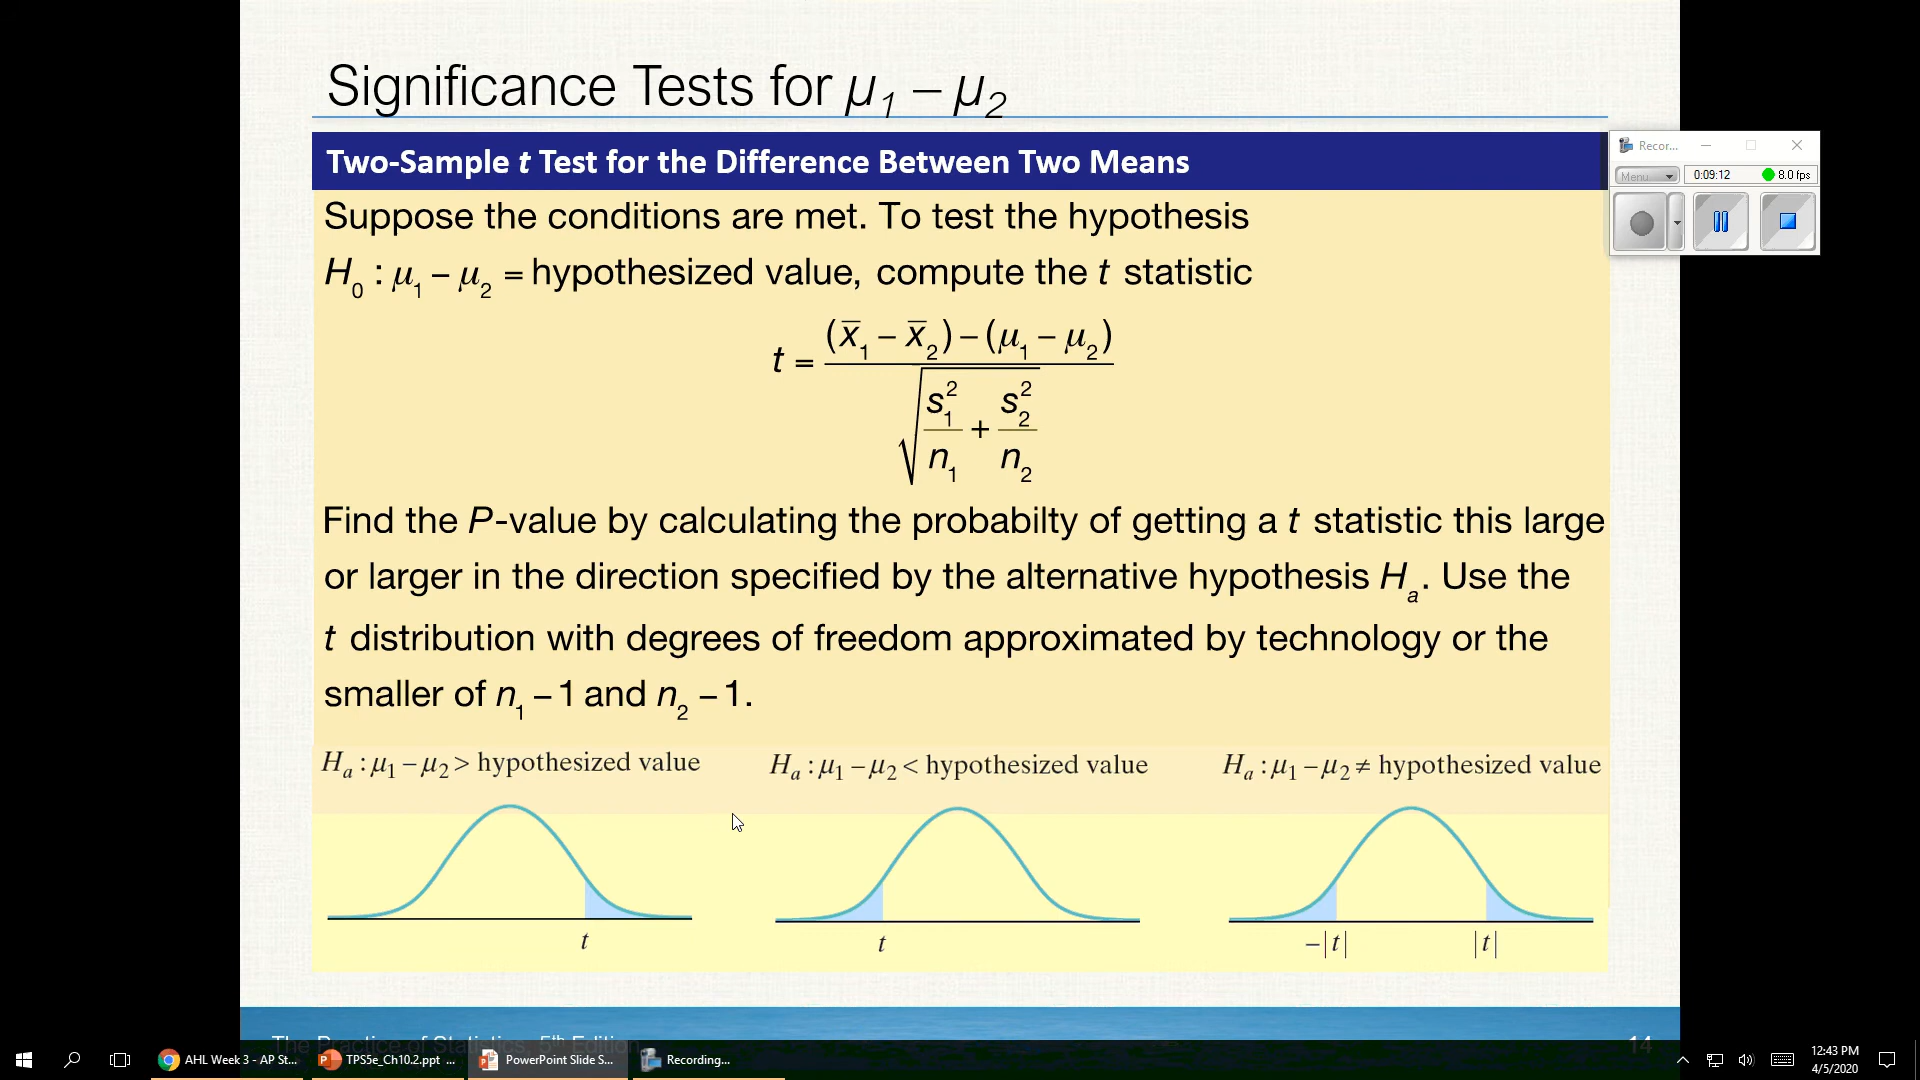 Significance Tests for μ1 – μ2
Two-Sample t Test for the Difference Between Two Means
Suppose the conditions are met. To test the hypothesis
H0 : μ1 − μ2 = hypothesized value, compute the t statistic
t = (x̄1 − x̄2) − (μ1 − μ2) / √(s1²/n1 + s2²/n2)
Find the P-value by calculating the probabilty of getting a t statistic this large
or larger in the direction specified by the alternative hypothesis Ha. Use the
t distribution with degrees of freedom approximated by technology or the
smaller of n1 − 1 and n2 − 1.
Ha : μ1 − μ2 > hypothesized value
Ha : μ1 − μ2 < hypothesized value
Ha : μ1 − μ2 ≠ hypothesized value
t
t
−|t|
|t|
The Practice of Statistics, 5th Edition
14
Recor...
Menu
0:09:12
8.0 fps
AHL Week 3 - AP St...
TPS5e_Ch10.2.ppt ...
PowerPoint Slide S...
Recording...
12:43 PM
4/5/2020